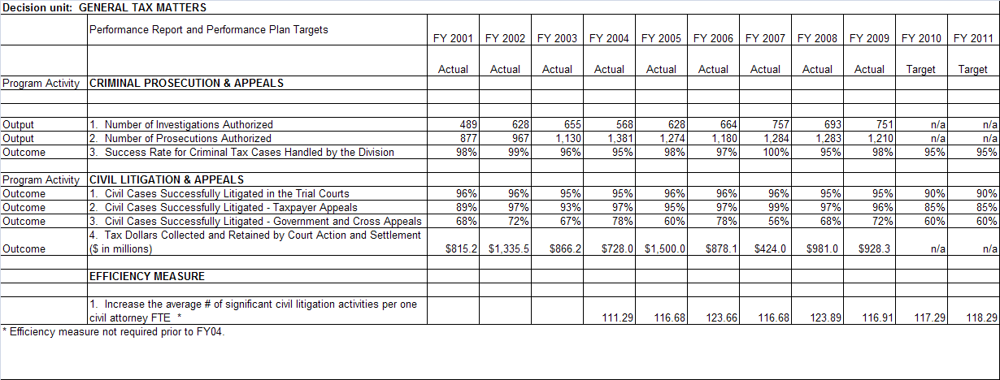 Decision unit: GENERAL TAX MATTERS
Performance Report and Performance Plan Targets
FY 2001 FY 2002 FY 2003 FY 2004 FY 2005 FY 2006 FY 2007 FY 2008 FY 2009 FY 2010 FY 2011
Actual Actual Actual Actual Actual Actual Actual Actual Actual Target Target
Program Activity CRIMINAL PROSECUTION & APPEALS
Output 1. Number of Investigations Authorized 489 628 655 568 628 664 757 693 751 n/a n/a
Output 2. Number of Prosecutions Authorized 877 967 1,130 1,381 1,274 1,180 1,284 1,283 1,210 n/a n/a
Outcome 3. Success Rate for Criminal Tax Cases Handled by the Division 98% 99% 96% 95% 98% 97% 100% 95% 98% 95% 95%
Program Activity CIVIL LITIGATION & APPEALS
Outcome 1. Civil Cases Successfully Litigated in the Trial Courts 96% 96% 95% 95% 96% 96% 96% 95% 95% 90% 90%
Outcome 2. Civil Cases Successfully Litigated - Taxpayer Appeals 89% 97% 93% 97% 95% 97% 99% 97% 96% 85% 85%
Outcome 3. Civil Cases Successfully Litigated - Government and Cross Appeals 68% 72% 67% 78% 60% 78% 56% 68% 72% 60% 60%
4. Tax Dollars Collected and Retained by Court Action and Settlement
Outcome ($ in millions) $815.2 $1,335.5 $866.2 $728.0 $1,500.0 $878.1 $424.0 $981.0 $928.3 n/a n/a
EFFICIENCY MEASURE
1. Increase the average # of significant civil litigation activities per one
civil attorney FTE * 111.29 116.68 123.66 116.68 123.89 116.91 117.29 118.29
* Efficiency measure not required prior to FY04.